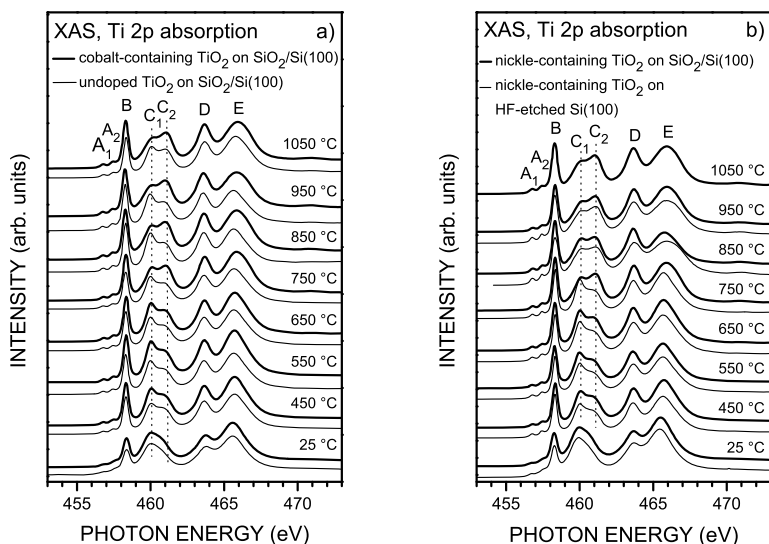 XAS, Ti 2p absorption a)
cobalt-containing TiO2 on SiO2/Si(100)
undoped TiO2 on SiO2/Si(100)
A1 A2 B C1 C2 D E
1050 °C
950 °C
850 °C
750 °C
650 °C
550 °C
450 °C
25 °C
INTENSITY (arb. units)
455 460 465 470
PHOTON ENERGY (eV)
XAS, Ti 2p absorption b)
nickle-containing TiO2 on SiO2/Si(100)
nickle-containing TiO2 on
HF-etched Si(100)
A1 A2 B C1 C2 D E
1050 °C
950 °C
850 °C
750 °C
650 °C
550 °C
450 °C
25 °C
INTENSITY (arb. units)
455 460 465 470
PHOTON ENERGY (eV)